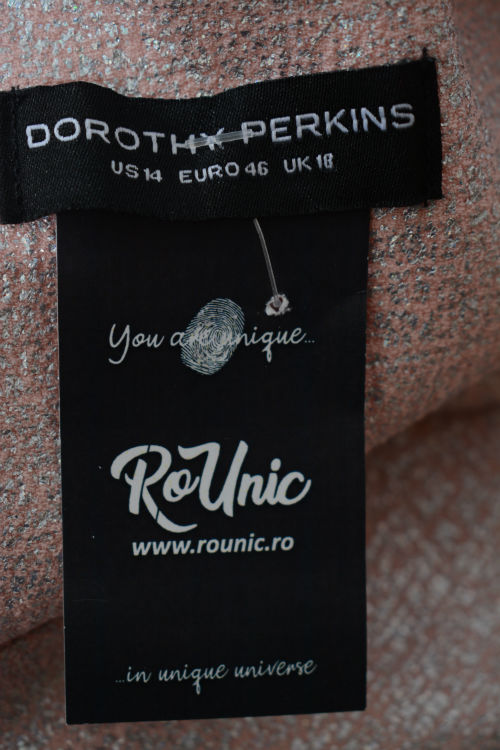 DOROTHY PERKINS
US 14 EURO 46 UK 18
You are unique...
RoUnic
www.rounic.ro
...in unique universe